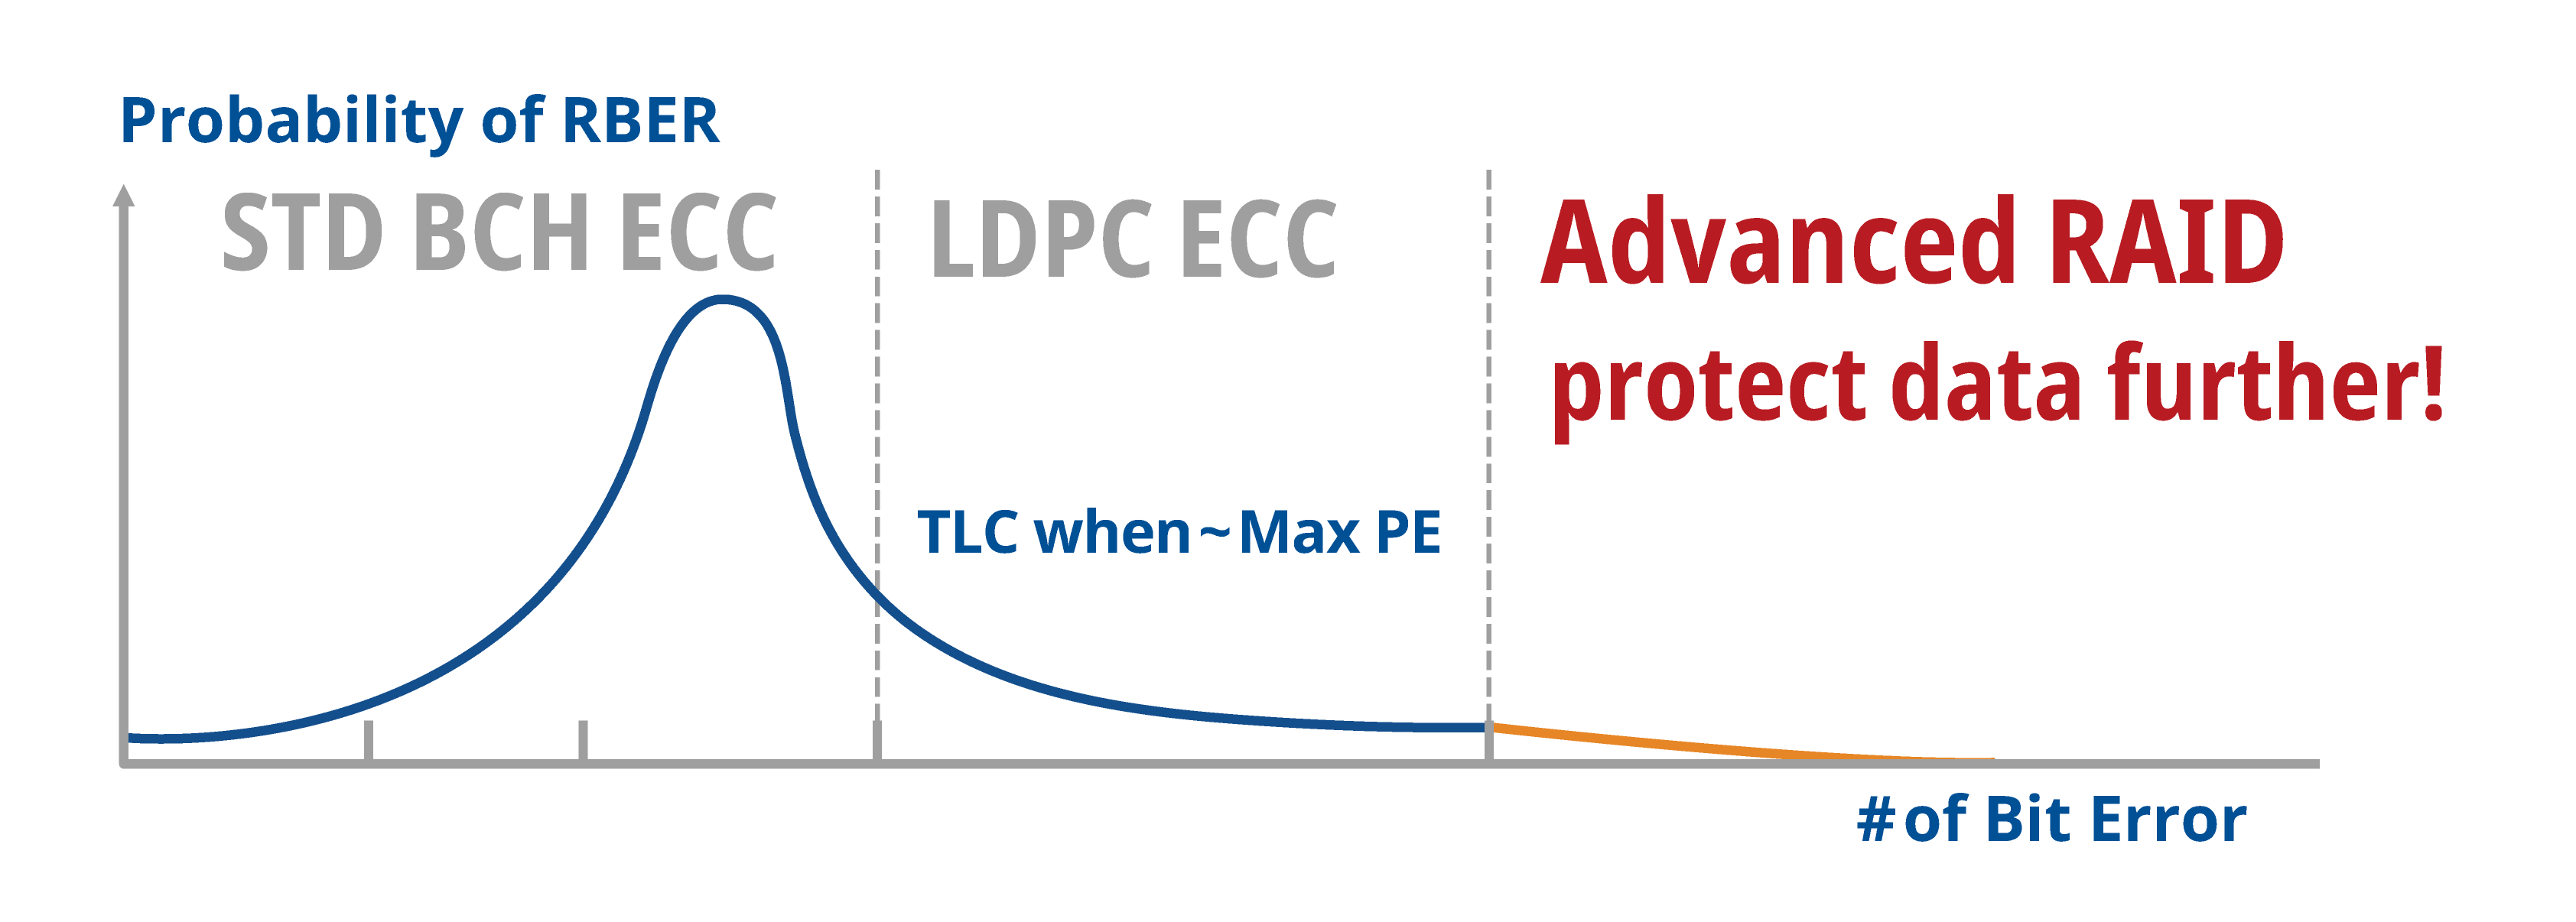 Probability of RBER
STD BCH ECC
LDPC ECC
Advanced RAID
protect data further!
TLC when~Max PE
# of Bit Error